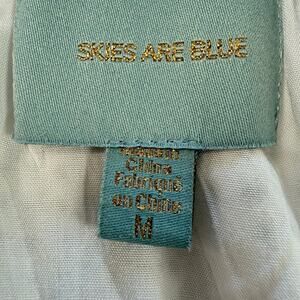 SKIES ARE BLUE
China
Fabriqué
en Chine
M